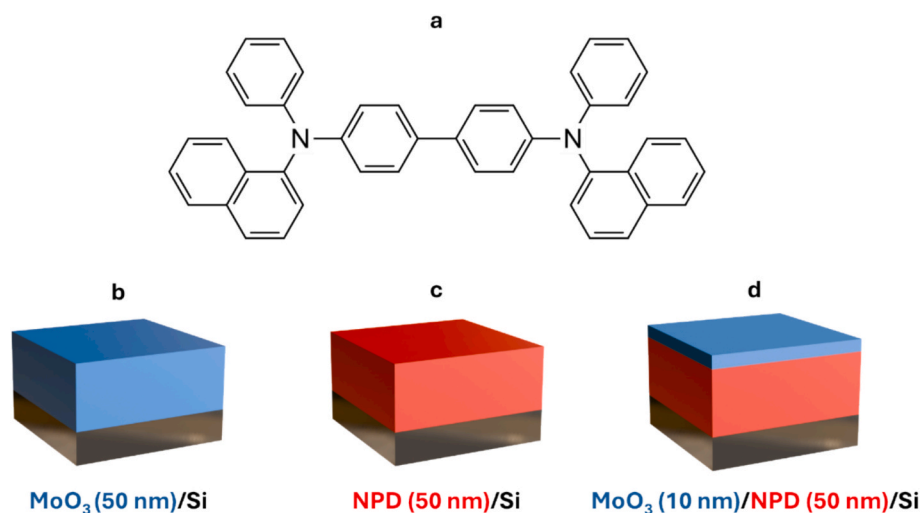 a
N
N
b
c
d
MoO₃ (50 nm)/Si
NPD (50 nm)/Si
MoO₃ (10 nm)/NPD (50 nm)/Si